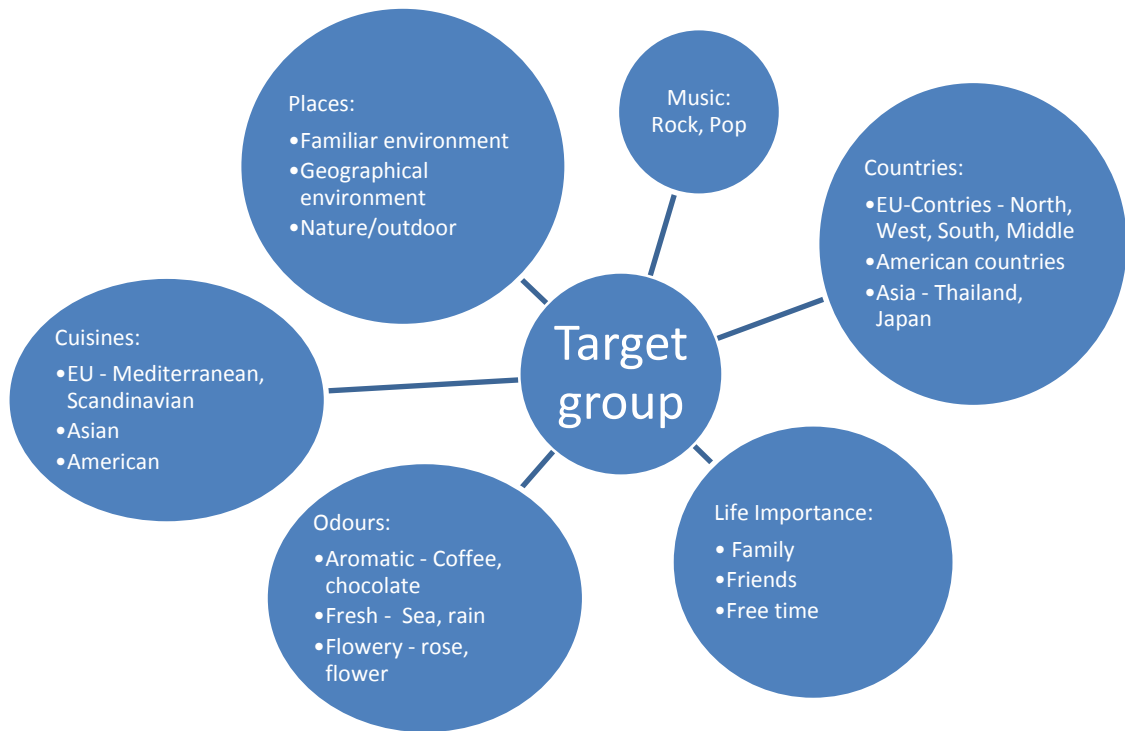 Places:
•Familiar environment
•Geographical
environment
•Nature/outdoor
Music:
Rock, Pop
Countries:
•EU-Contries - North,
West, South, Middle
•American countries
•Asia - Thailand,
Japan
Target
group
Cuisines:
•EU - Mediterranean,
Scandinavian
•Asian
•American
Odours:
•Aromatic - Coffee,
chocolate
•Fresh - Sea, rain
•Flowery - rose,
flower
Life Importance:
• Family
•Friends
•Free time